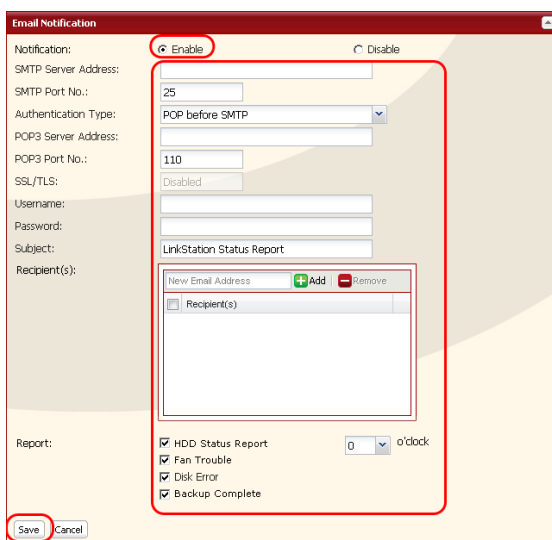 Email Notification
Notification: Enable Disable
SMTP Server Address:
SMTP Port No.: 25
Authentication Type: POP before SMTP
POP3 Server Address:
POP3 Port No.: 110
SSL/TLS: Disabled
Username:
Password:
Subject: LinkStation Status Report
Recipient(s):
New Email Address Add Remove
Recipient(s)
Report: HDD Status Report 0 o'clock
Fan Trouble
Disk Error
Backup Complete
Save Cancel